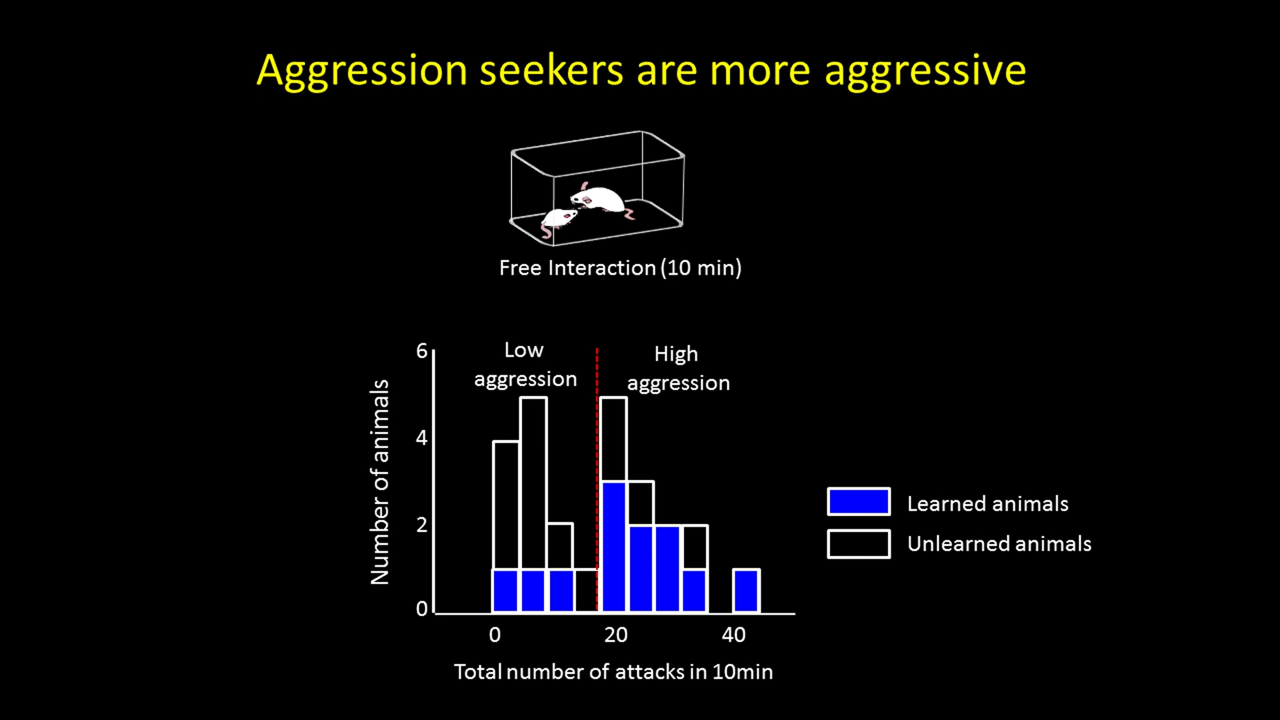 Aggression seekers are more aggressive
Free Interaction (10 min)
Low
aggression
High
aggression
6
4
2
0
Number of animals
0 20 40
Total number of attacks in 10min
Learned animals
Unlearned animals